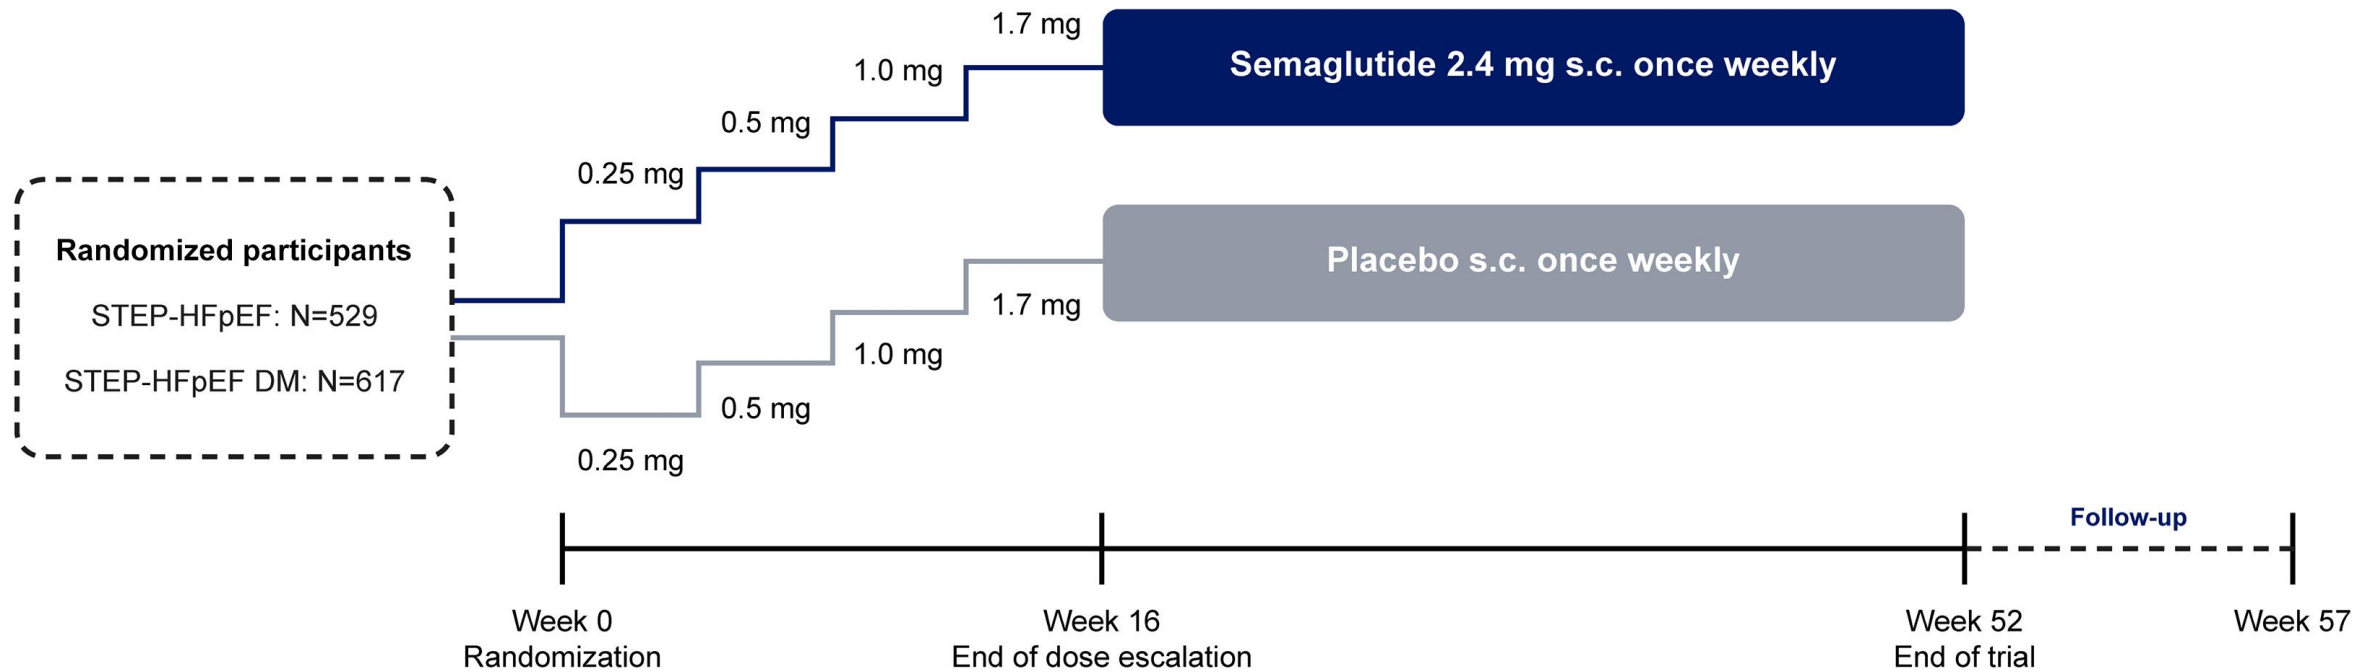 1.7 mg
1.0 mg
0.5 mg
0.25 mg
Semaglutide 2.4 mg s.c. once weekly
Randomized participants
STEP-HFpEF: N=529
STEP-HFpEF DM: N=617
Placebo s.c. once weekly
1.7 mg
1.0 mg
0.5 mg
0.25 mg
Follow-up
Week 0
Randomization
Week 16
End of dose escalation
Week 52
End of trial
Week 57